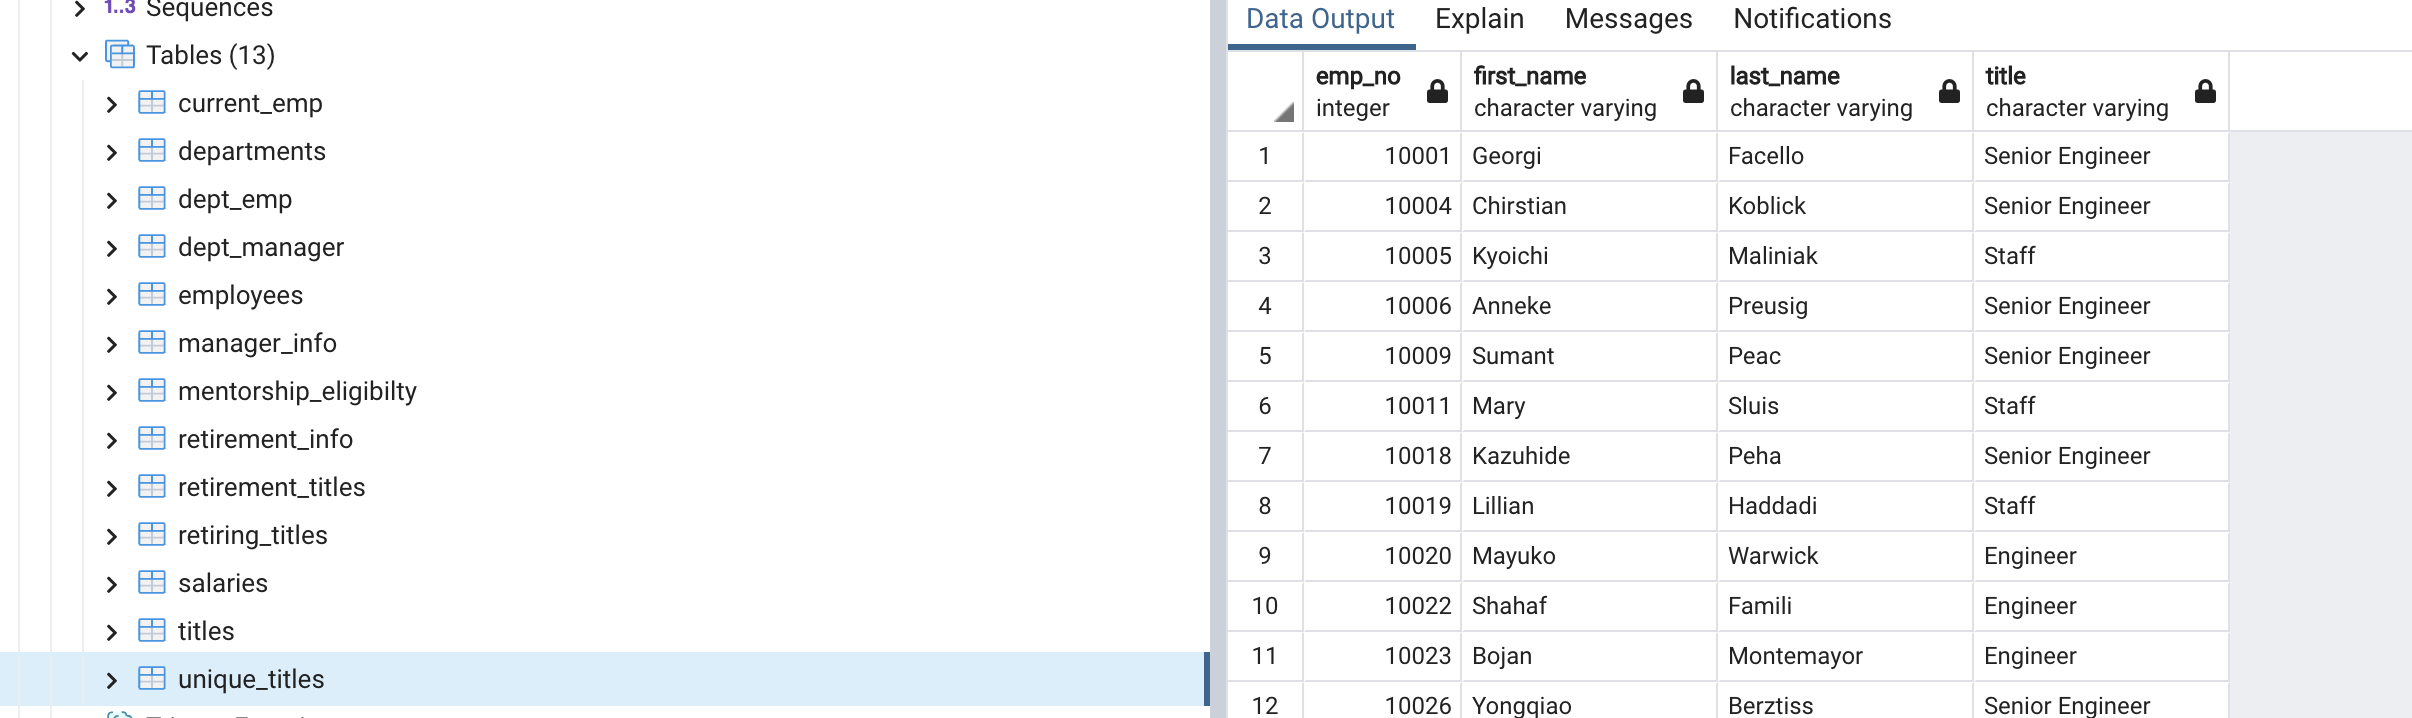 1..3 Sequences
Tables (13)
current_emp
departments
dept_emp
dept_manager
employees
manager_info
mentorship_eligibilty
retirement_info
retirement_titles
retiring_titles
salaries
titles
unique_titles
Data Output Explain Messages Notifications
emp_no first_name last_name title
integer character varying character varying character varying
1 10001 Georgi Facello Senior Engineer
2 10004 Chirstian Koblick Senior Engineer
3 10005 Kyoichi Maliniak Staff
4 10006 Anneke Preusig Senior Engineer
5 10009 Sumant Peac Senior Engineer
6 10011 Mary Sluis Staff
7 10018 Kazuhide Peha Senior Engineer
8 10019 Lillian Haddadi Staff
9 10020 Mayuko Warwick Engineer
10 10022 Shahaf Famili Engineer
11 10023 Bojan Montemayor Engineer
12 10026 Yongqiao Berztiss Senior Engineer